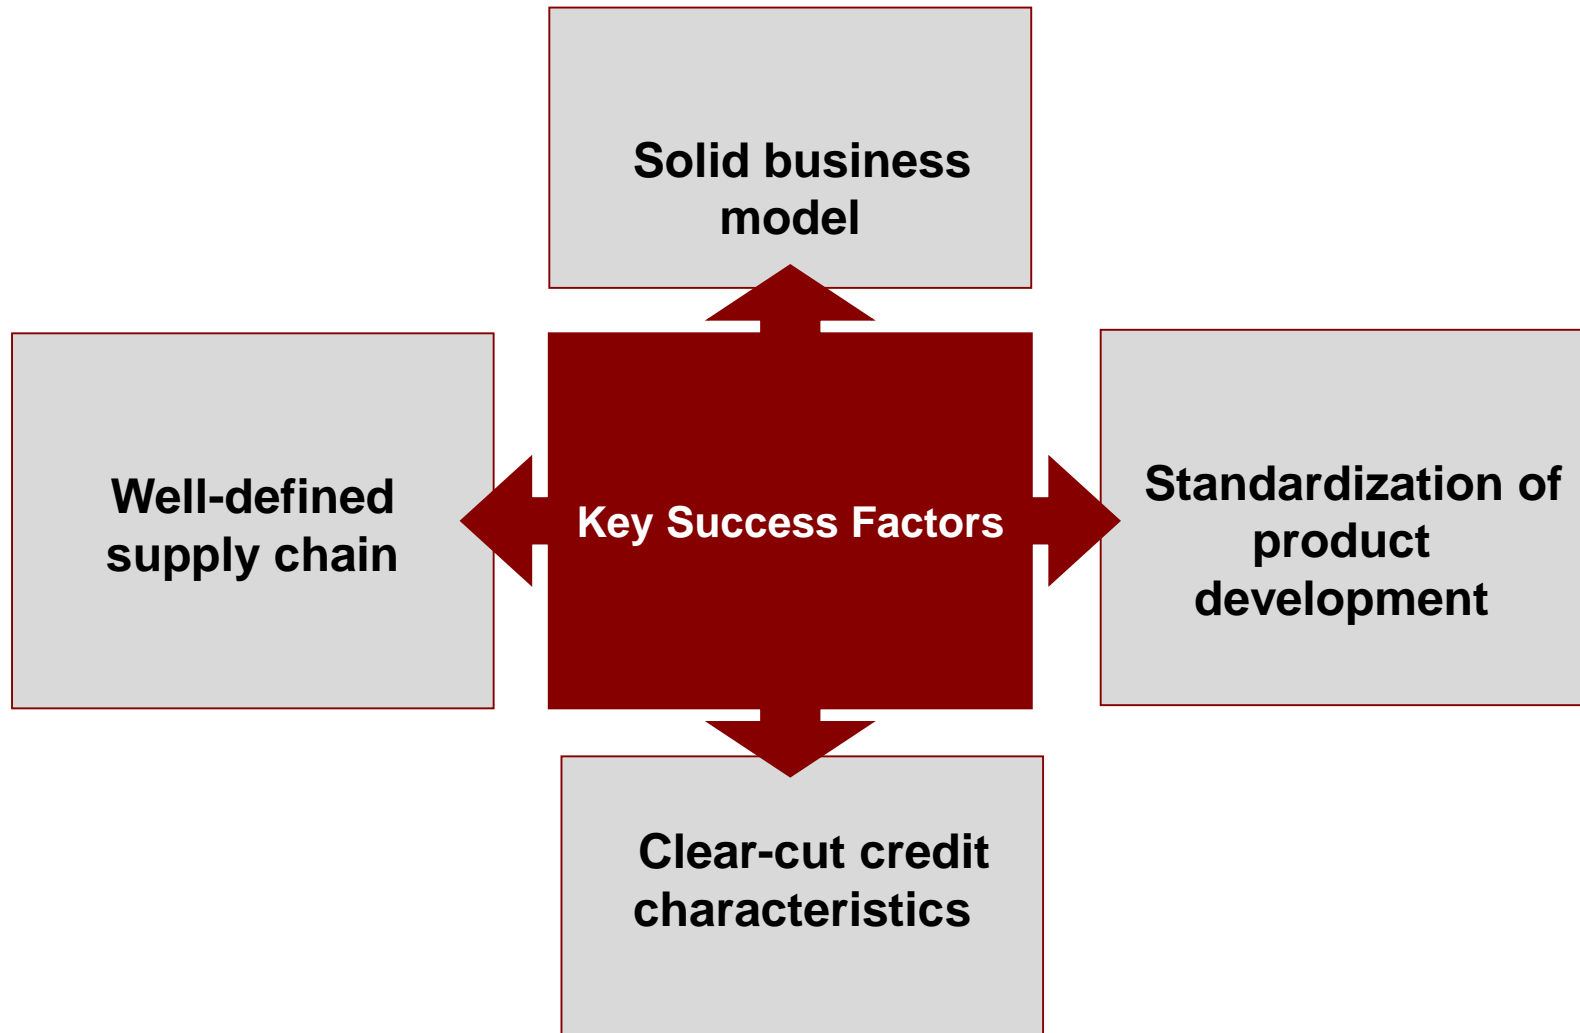 Solid business
model
Well-defined
supply chain
Key Success Factors
Standardization of
product
development
Clear-cut credit
characteristics